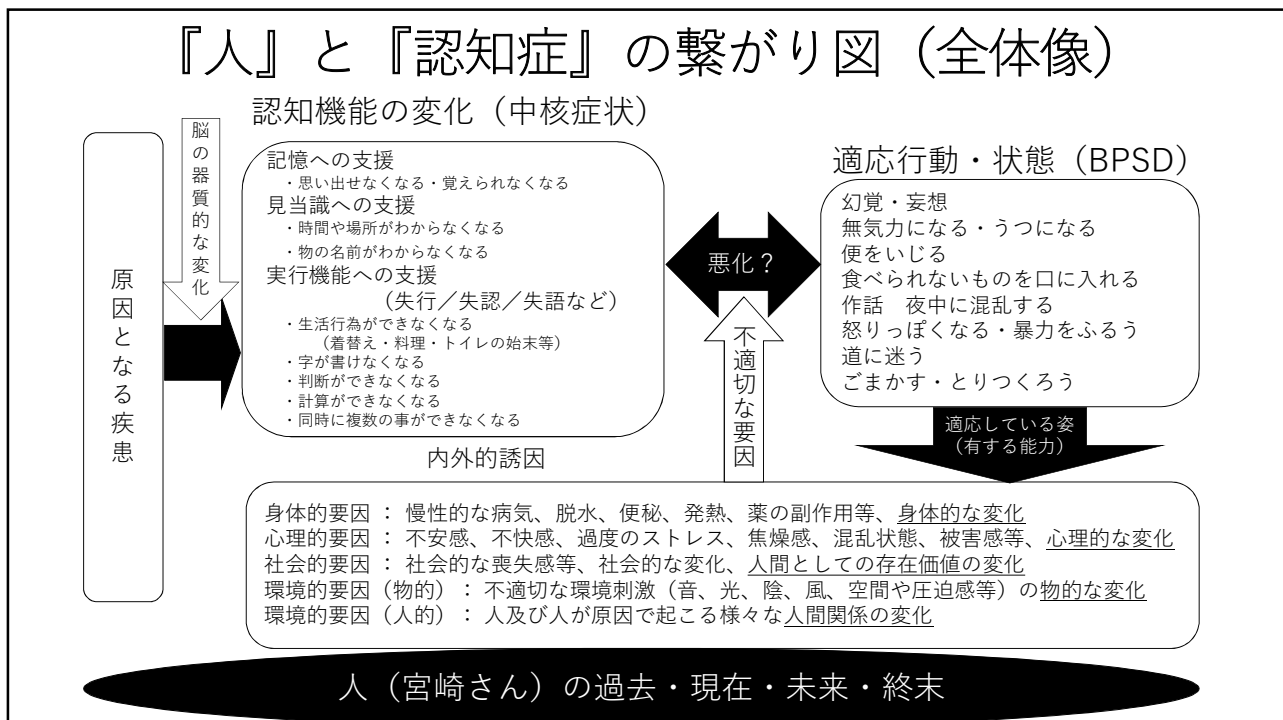 『人』と『認知症』の繋がり図（全体像）
原因となる疾患
脳の器質的な変化
認知機能の変化（中核症状）
記憶への支援
・思い出せなくなる・覚えられなくなる
見当識への支援
・時間や場所がわからなくなる
・物の名前がわからなくなる
実行機能への支援
（失行／失認／失語など）
・生活行為ができなくなる
（着替え・料理・トイレの始末等）
・字が書けなくなる
・判断ができなくなる
・計算ができなくなる
・同時に複数の事ができなくなる
悪化？
不適切な要因
適応行動・状態（BPSD）
幻覚・妄想
無気力になる・うつになる
便をいじる
食べられないものを口に入れる
作話　夜中に混乱する
怒りっぽくなる・暴力をふるう
道に迷う
ごまかす・とりつくろう
適応している姿
（有する能力）
内外的誘因
身体的要因 ： 慢性的な病気、脱水、便秘、発熱、薬の副作用等、身体的な変化
心理的要因 ： 不安感、不快感、過度のストレス、焦燥感、混乱状態、被害感等、心理的な変化
社会的要因 ： 社会的な喪失感等、社会的な変化、人間としての存在価値の変化
環境的要因（物的） ： 不適切な環境刺激（音、光、陰、風、空間や圧迫感等）の物的な変化
環境的要因（人的） ： 人及び人が原因で起こる様々な人間関係の変化
人（宮崎さん）の過去・現在・未来・終末